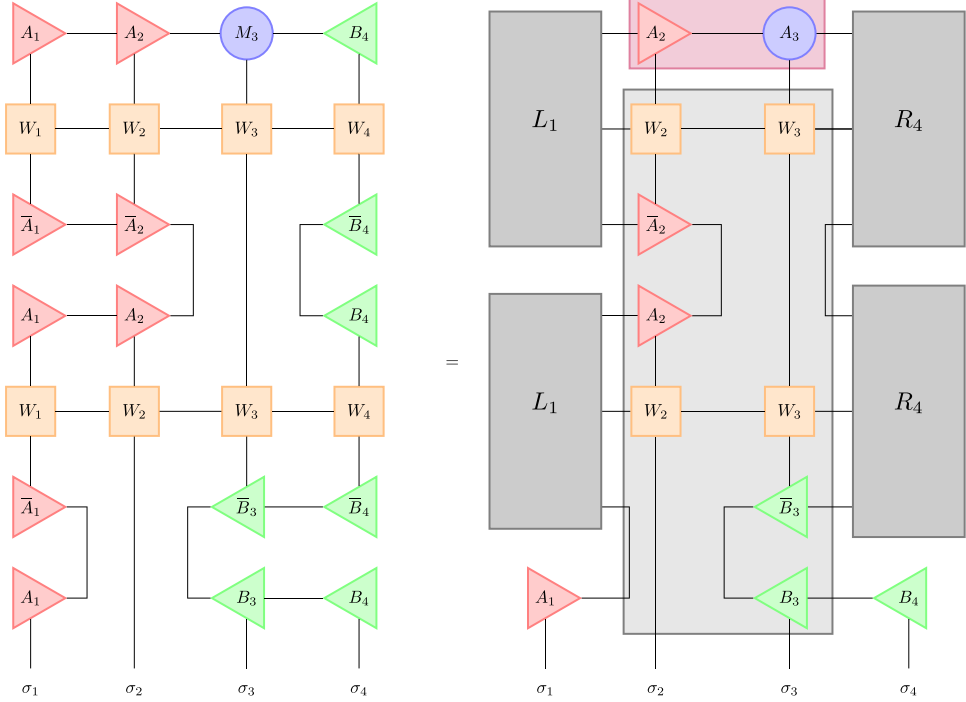 A₁ A₂ M₃ B₄ A₂ A₃
W₁ W₂ W₃ W₄ L₁ W₂ W₃ R₄
A̅₁ A̅₂ B̅₄ A̅₂
A₁ A₂ B₄ A₂
=
W₁ W₂ W₃ W₄ L₁ W₂ W₃ R₄
A̅₁ B̅₃ B̅₄ B̅₃
A₁ B₃ B₄ A₁ B₃ B₄
σ₁ σ₂ σ₃ σ₄ σ₁ σ₂ σ₃ σ₄